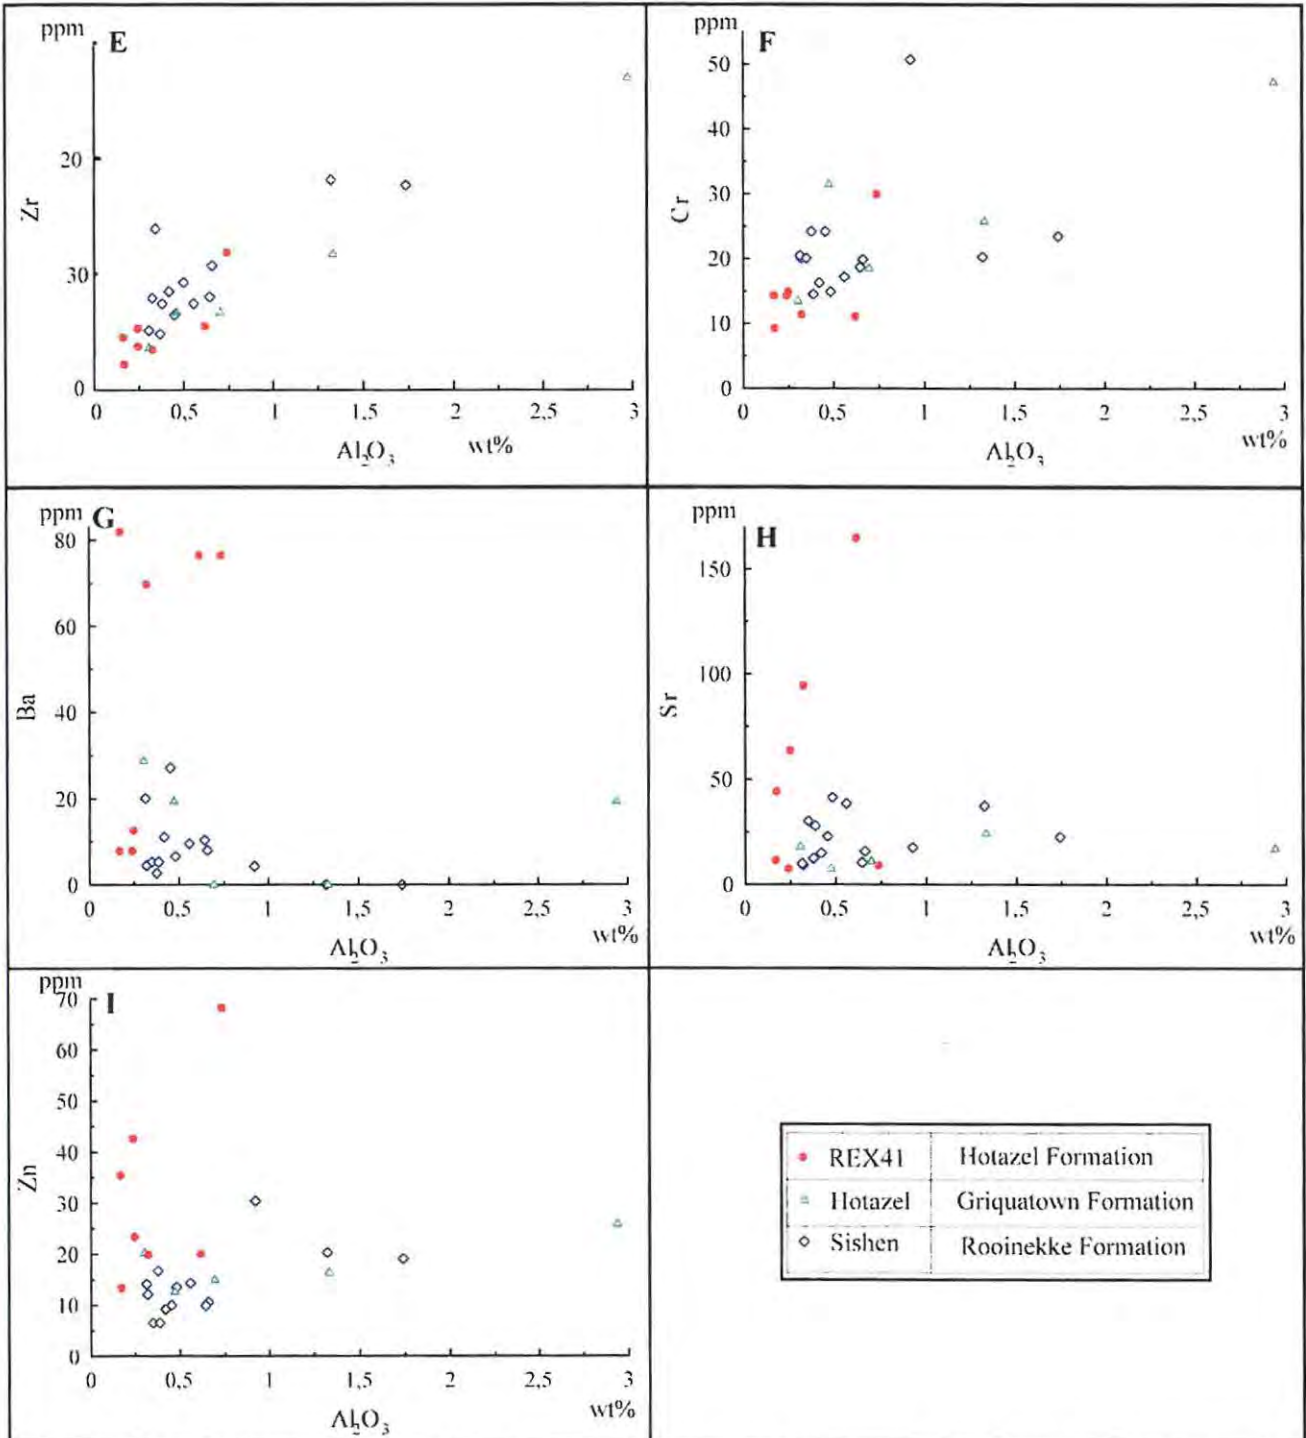 ppm
E
20
30
0
Zr
0 0,5 1 1,5 2 2,5 3
Al2O3 wt%
ppm
F
50
40
30
20
10
0
Cr
0 0,5 1 1,5 2 2,5 3
Al2O3 wt%
ppm
G
80
60
40
20
0
Ba
0 0,5 1 1,5 2 2,5 3
Al2O3 wt%
ppm
H
150
100
50
0
Sr
0 0,5 1 1,5 2 2,5 3
Al2O3 wt%
ppm
I
70
60
50
40
30
20
10
0
Zn
0 0,5 1 1,5 2 2,5 3
Al2O3 wt%
REX41 Hotazel Formation
Hotazel Griquatown Formation
Sishen Rooinekke Formation